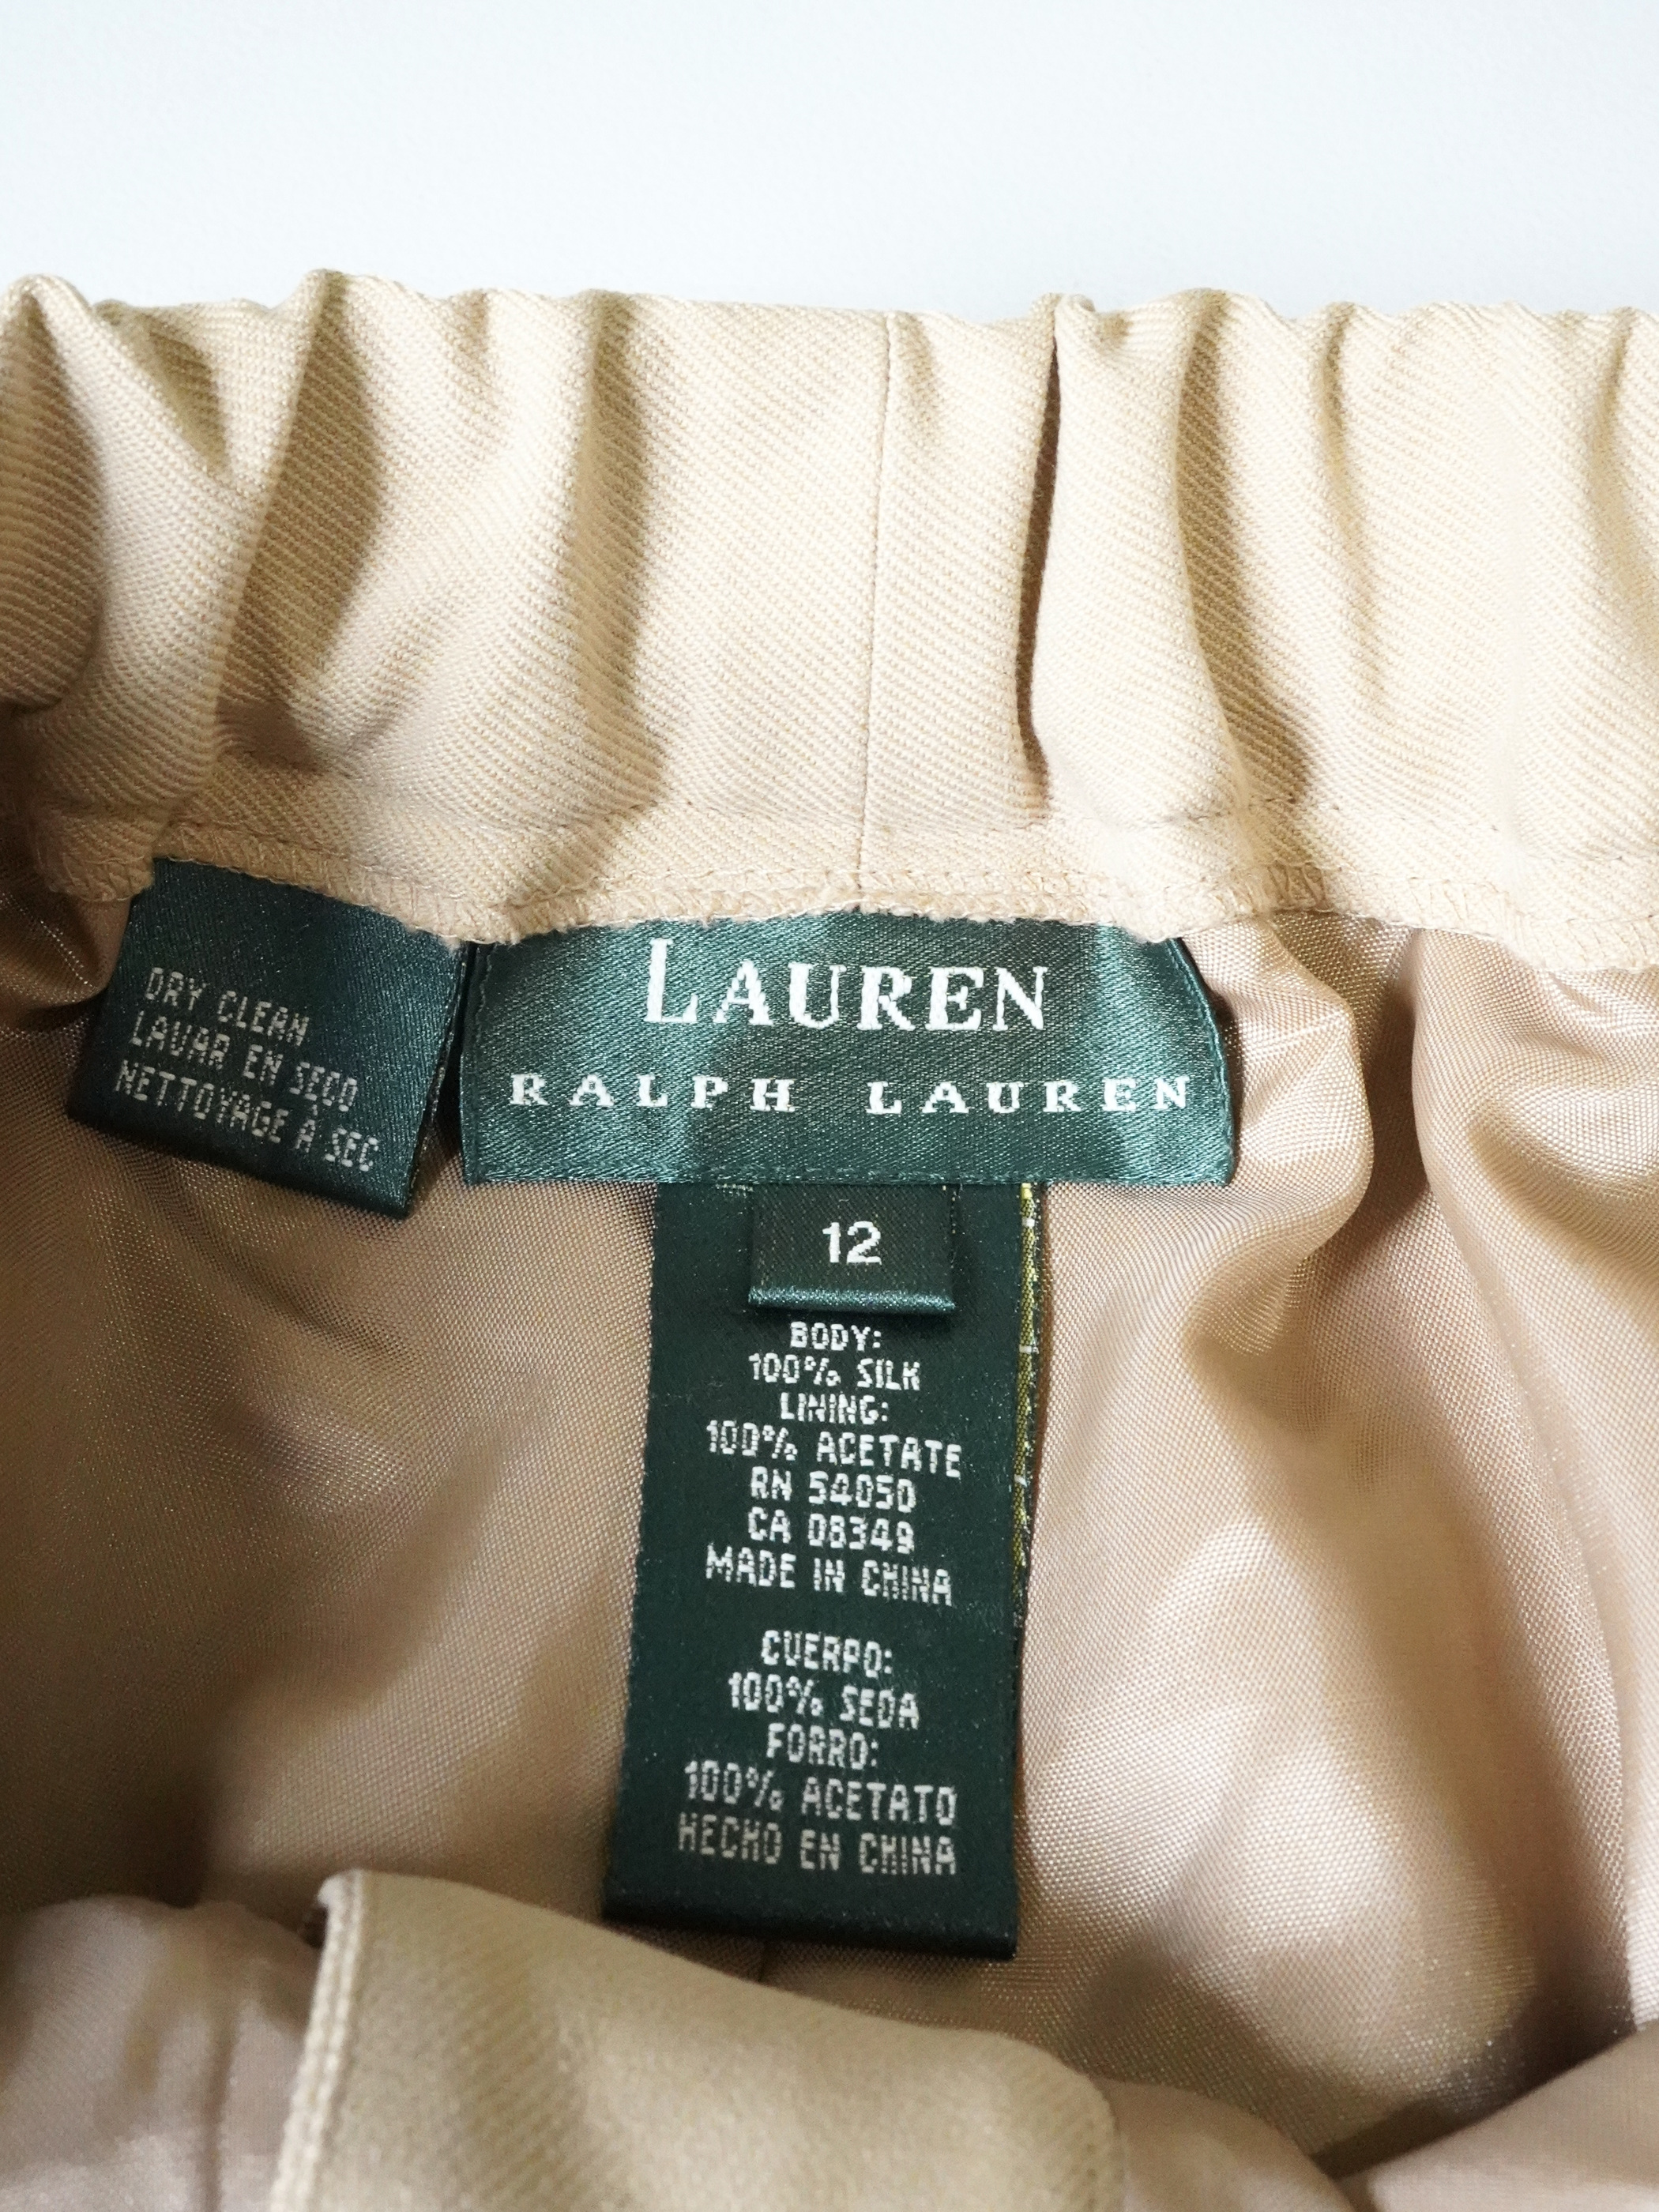 DRY CLEAN
LAVAR EN SECO
NETTOYAGE À SEC
LAUREN
RALPH LAUREN
12
BODY:
100% SILK
LINING:
100% ACETATE
RN 54050
CA 08349
MADE IN CHINA
CUERPO:
100% SEDA
FORRO:
100% ACETATO
HECHO EN CHINA